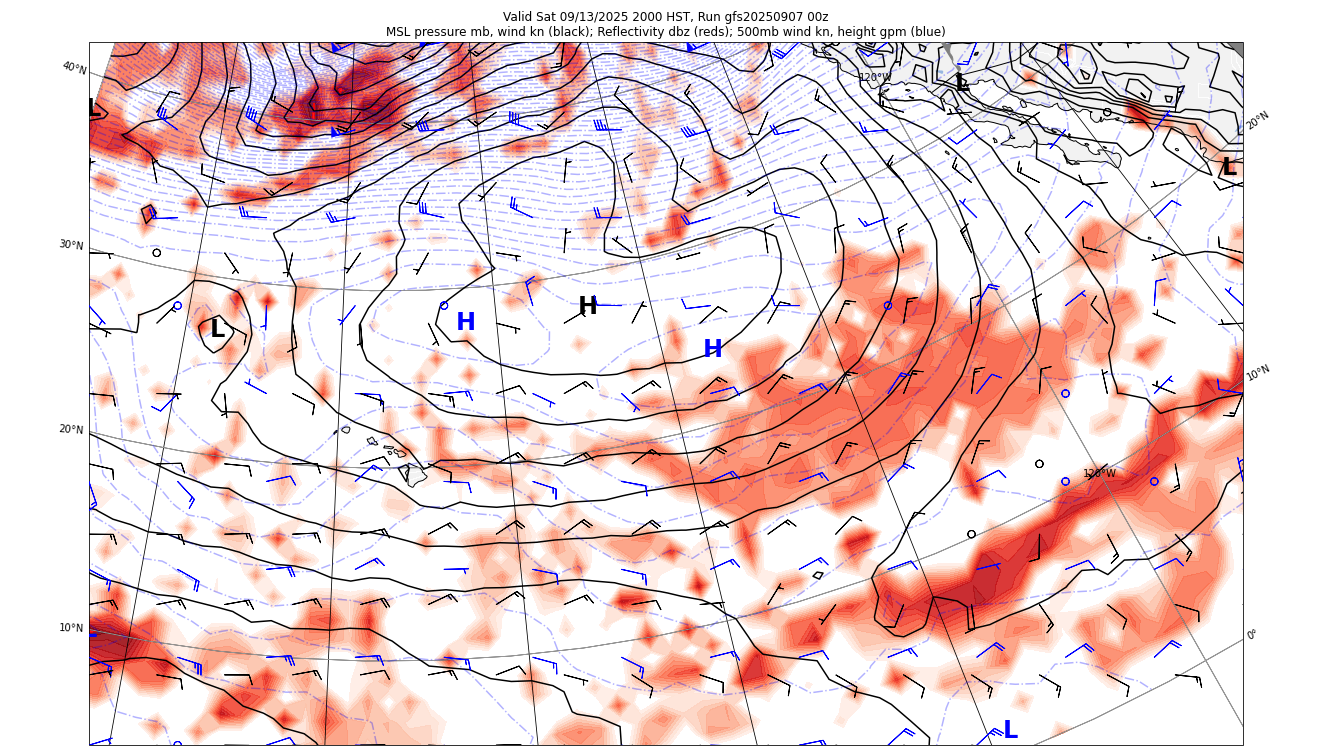 Valid Sat 09/13/2025 2000 HST, Run gfs20250907 00z
MSL pressure mb, wind kn (black); Reflectivity dbz (reds); 500mb wind kn, height gpm (blue)
40°N
120°W
L
L
20°N
L
30°N
H
H
L
H
10°N
20°N
120°W
10°N
0°
L